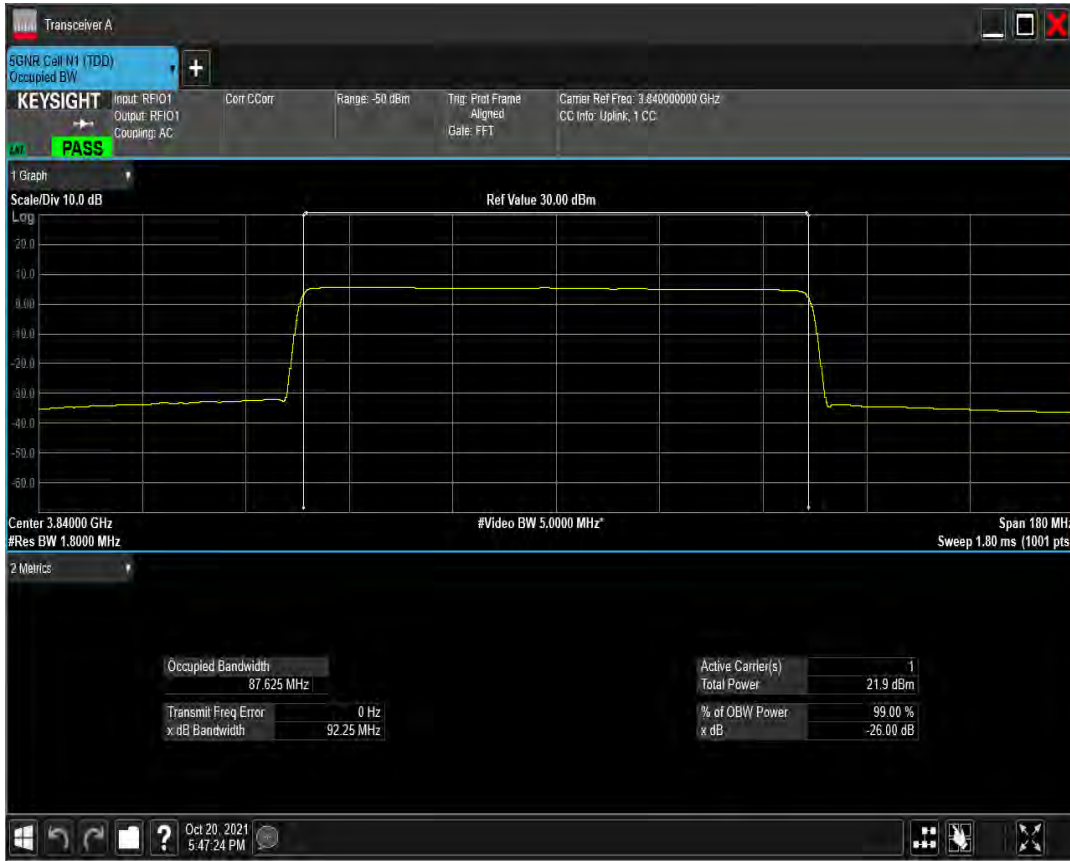 Transceiver A
5GNR Cell N1 (TDD)
Occupied BW
KEYSIGHT
Input: RFIO1
Output: RFIO1
Coupling: AC
Corr CCorr
Range: -50 dBm
Trig: Prot Frame
Aligned
Gate: FFT
Carrier Ref Freq: 3.840000000 GHz
CC Info: Uplink, 1 CC
PASS
1 Graph
Scale/Div 10.0 dB
Ref Value 30.00 dBm
Log
20.0
10.0
0.00
-10.0
-20.0
-30.0
-40.0
-50.0
-60.0
Center 3.84000 GHz
#Video BW 5.0000 MHz*
Span 180 MHz
#Res BW 1.8000 MHz
Sweep 1.80 ms (1001 pts
2 Metrics
Occupied Bandwidth
87.625 MHz
Transmit Freq Error 0 Hz
x dB Bandwidth 92.25 MHz
Active Carrier(s) 1
Total Power 21.9 dBm
% of OBW Power 99.00 %
x dB -26.00 dB
?
Oct 20, 2021
5:47:24 PM